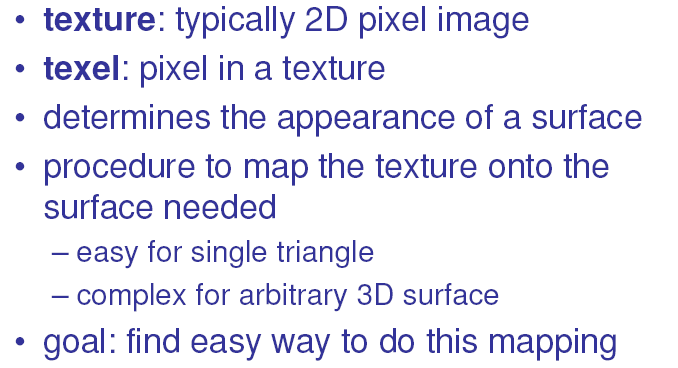 • texture: typically 2D pixel image
• texel: pixel in a texture
• determines the appearance of a surface
• procedure to map the texture onto the
surface needed
– easy for single triangle
– complex for arbitrary 3D surface
• goal: find easy way to do this mapping